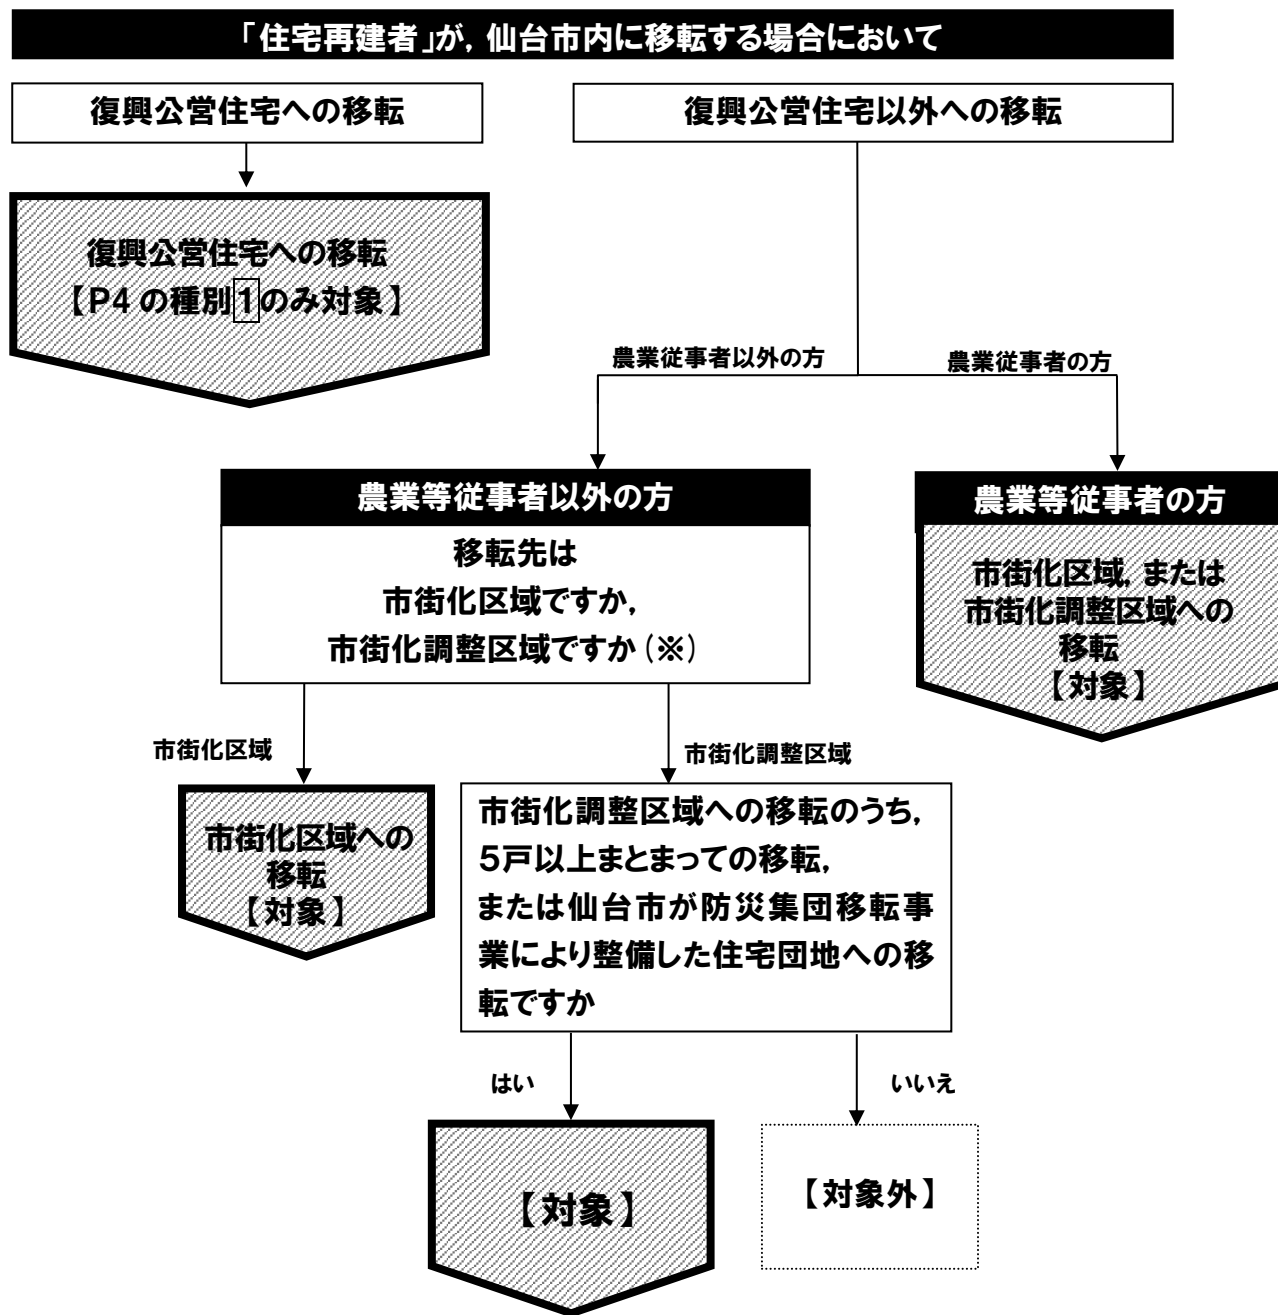 「住宅再建者」が，仙台市内に移転する場合において
復興公営住宅への移転
復興公営住宅以外への移転
復興公営住宅への移転
【P4 の種別1のみ対象】
農業従事者以外の方
農業従事者の方
農業等従事者以外の方
移転先は
市街化区域ですか，
市街化調整区域ですか（※）
農業等従事者の方
市街化区域，または
市街化調整区域への
移転
【対象】
市街化区域
市街化調整区域
市街化区域への
移転
【対象】
市街化調整区域への移転のうち，
５戸以上まとまっての移転，
または仙台市が防災集団移転事
業により整備した住宅団地への移
転ですか
はい
いいえ
【対象】
【対象外】